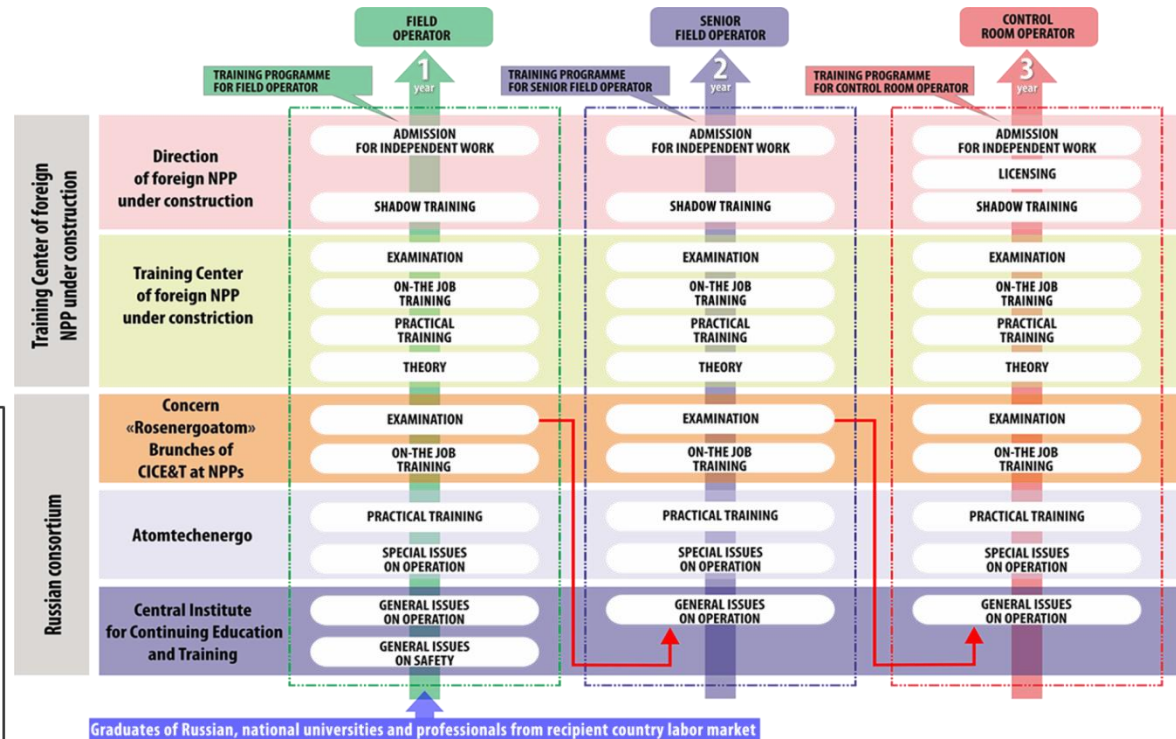 FIELD
OPERATOR
SENIOR
FIELD OPERATOR
CONTROL
ROOM OPERATOR
1
year
2
year
3
year
TRAINING PROGRAMME
FOR FIELD OPERATOR
TRAINING PROGRAMME
FOR SENIOR FIELD OPERATOR
TRAINING PROGRAMME
FOR CONTROL ROOM OPERATOR
Training Center of foreign
NPP under construction
Direction
of foreign NPP
under construction
ADMISSION
FOR INDEPENDENT WORK
SHADOW TRAINING
ADMISSION
FOR INDEPENDENT WORK
SHADOW TRAINING
ADMISSION
FOR INDEPENDENT WORK
LICENSING
SHADOW TRAINING
Training Center
of foreign NPP
under constriction
EXAMINATION
ON-THE JOB
TRAINING
PRACTICAL
TRAINING
THEORY
EXAMINATION
ON-THE JOB
TRAINING
PRACTICAL
TRAINING
THEORY
EXAMINATION
ON-THE JOB
TRAINING
PRACTICAL
TRAINING
THEORY
Russian consortium
Concern
«Rosenergoatom»
Brunches of
CICE&T at NPPs
EXAMINATION
ON-THE JOB
TRAINING
EXAMINATION
ON-THE JOB
TRAINING
EXAMINATION
ON-THE JOB
TRAINING
Atomtechenergo
PRACTICAL TRAINING
SPECIAL ISSUES
ON OPERATION
PRACTICAL TRAINING
SPECIAL ISSUES
ON OPERATION
PRACTICAL TRAINING
SPECIAL ISSUES
ON OPERATION
Central Institute
for Continuing Education
and Training
GENERAL ISSUES
ON OPERATION
GENERAL ISSUES
ON SAFETY
GENERAL ISSUES
ON OPERATION
GENERAL ISSUES
ON OPERATION
Graduates of Russian, national universities and professionals from recipient country labor market